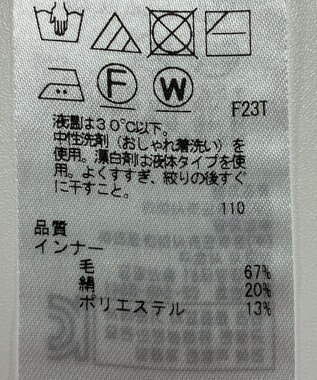 F W
F23T
液温は30℃以下。
中性洗剤（おしゃれ着洗い）を
使用。漂白剤は液体タイプを使
用。よくすすぎ、絞りの後すぐ
に干すこと。
110
品質
インナー
毛 67%
絹 20%
ポリエステル 13%